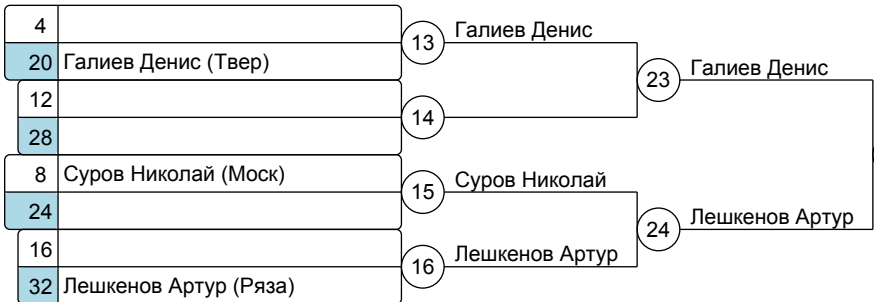 4
13 Галиев Денис
20 Галиев Денис (Твер)
23 Галиев Денис
12
14
28
8 Суров Николай (Моск)
15 Суров Николай
24
24 Лешкенов Артур
16
16 Лешкенов Артур
32 Лешкенов Артур (Ряза)